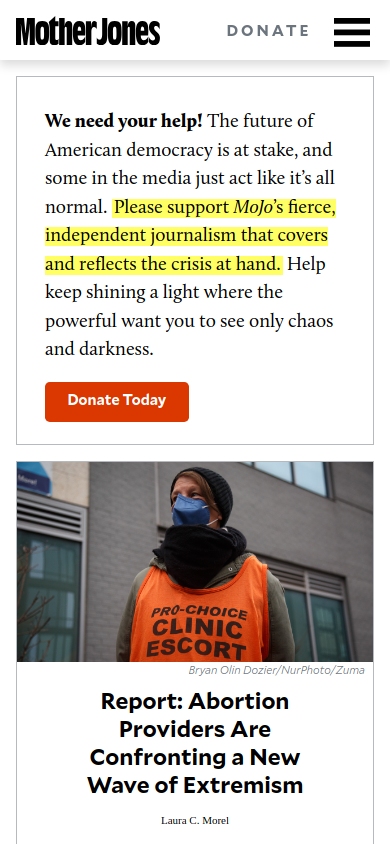 Mother Jones
DONATE
We need your help! The future of
American democracy is at stake, and
some in the media just act like it's all
normal. Please support MoJo's fierce,
independent journalism that covers
and reflects the crisis at hand. Help
keep shining a light where the
powerful want you to see only chaos
and darkness.
Donate Today
PRO-CHOICE
CLINIC
ESCORT
Bryan Olin Dozier/NurPhoto/Zuma
Report: Abortion
Providers Are
Confronting a New
Wave of Extremism
Laura C. Morel